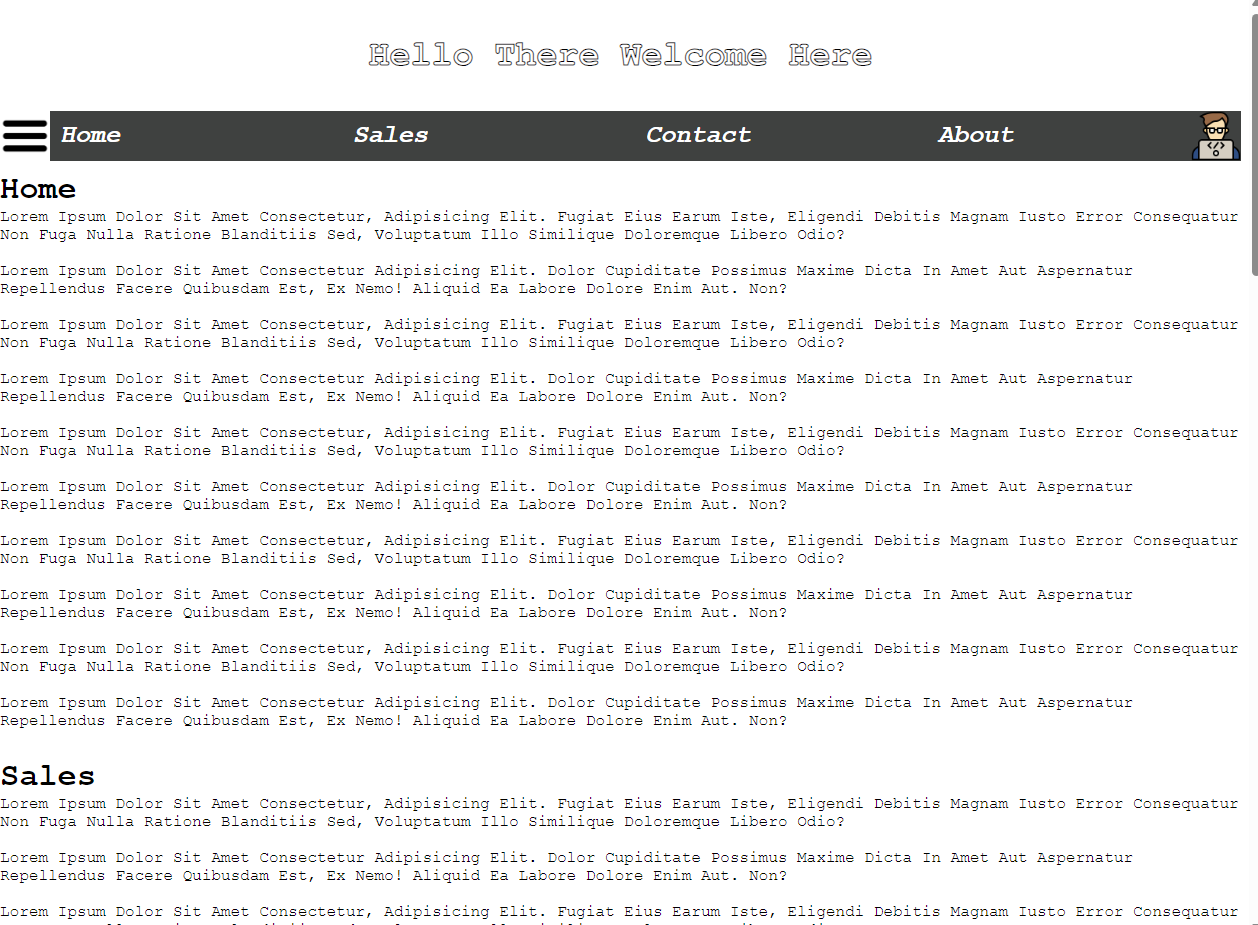 Hello There Welcome Here
Home Sales Contact About
Home
Lorem Ipsum Dolor Sit Amet Consectetur, Adipisicing Elit. Fugiat Eius Earum Iste, Eligendi Debitis Magnam Iusto Error Consequatur
Non Fuga Nulla Ratione Blanditiis Sed, Voluptatum Illo Similique Doloremque Libero Odio?
Lorem Ipsum Dolor Sit Amet Consectetur Adipisicing Elit. Dolor Cupiditate Possimus Maxime Dicta In Amet Aut Aspernatur
Repellendus Facere Quibusdam Est, Ex Nemo! Aliquid Ea Labore Dolore Enim Aut. Non?
Lorem Ipsum Dolor Sit Amet Consectetur, Adipisicing Elit. Fugiat Eius Earum Iste, Eligendi Debitis Magnam Iusto Error Consequatur
Non Fuga Nulla Ratione Blanditiis Sed, Voluptatum Illo Similique Doloremque Libero Odio?
Lorem Ipsum Dolor Sit Amet Consectetur Adipisicing Elit. Dolor Cupiditate Possimus Maxime Dicta In Amet Aut Aspernatur
Repellendus Facere Quibusdam Est, Ex Nemo! Aliquid Ea Labore Dolore Enim Aut. Non?
Lorem Ipsum Dolor Sit Amet Consectetur, Adipisicing Elit. Fugiat Eius Earum Iste, Eligendi Debitis Magnam Iusto Error Consequatur
Non Fuga Nulla Ratione Blanditiis Sed, Voluptatum Illo Similique Doloremque Libero Odio?
Lorem Ipsum Dolor Sit Amet Consectetur Adipisicing Elit. Dolor Cupiditate Possimus Maxime Dicta In Amet Aut Aspernatur
Repellendus Facere Quibusdam Est, Ex Nemo! Aliquid Ea Labore Dolore Enim Aut. Non?
Lorem Ipsum Dolor Sit Amet Consectetur, Adipisicing Elit. Fugiat Eius Earum Iste, Eligendi Debitis Magnam Iusto Error Consequatur
Non Fuga Nulla Ratione Blanditiis Sed, Voluptatum Illo Similique Doloremque Libero Odio?
Lorem Ipsum Dolor Sit Amet Consectetur Adipisicing Elit. Dolor Cupiditate Possimus Maxime Dicta In Amet Aut Aspernatur
Repellendus Facere Quibusdam Est, Ex Nemo! Aliquid Ea Labore Dolore Enim Aut. Non?
Lorem Ipsum Dolor Sit Amet Consectetur, Adipisicing Elit. Fugiat Eius Earum Iste, Eligendi Debitis Magnam Iusto Error Consequatur
Non Fuga Nulla Ratione Blanditiis Sed, Voluptatum Illo Similique Doloremque Libero Odio?
Lorem Ipsum Dolor Sit Amet Consectetur Adipisicing Elit. Dolor Cupiditate Possimus Maxime Dicta In Amet Aut Aspernatur
Repellendus Facere Quibusdam Est, Ex Nemo! Aliquid Ea Labore Dolore Enim Aut. Non?
Sales
Lorem Ipsum Dolor Sit Amet Consectetur, Adipisicing Elit. Fugiat Eius Earum Iste, Eligendi Debitis Magnam Iusto Error Consequatur
Non Fuga Nulla Ratione Blanditiis Sed, Voluptatum Illo Similique Doloremque Libero Odio?
Lorem Ipsum Dolor Sit Amet Consectetur Adipisicing Elit. Dolor Cupiditate Possimus Maxime Dicta In Amet Aut Aspernatur
Repellendus Facere Quibusdam Est, Ex Nemo! Aliquid Ea Labore Dolore Enim Aut. Non?
Lorem Ipsum Dolor Sit Amet Consectetur, Adipisicing Elit. Fugiat Eius Earum Iste, Eligendi Debitis Magnam Iusto Error Consequatur